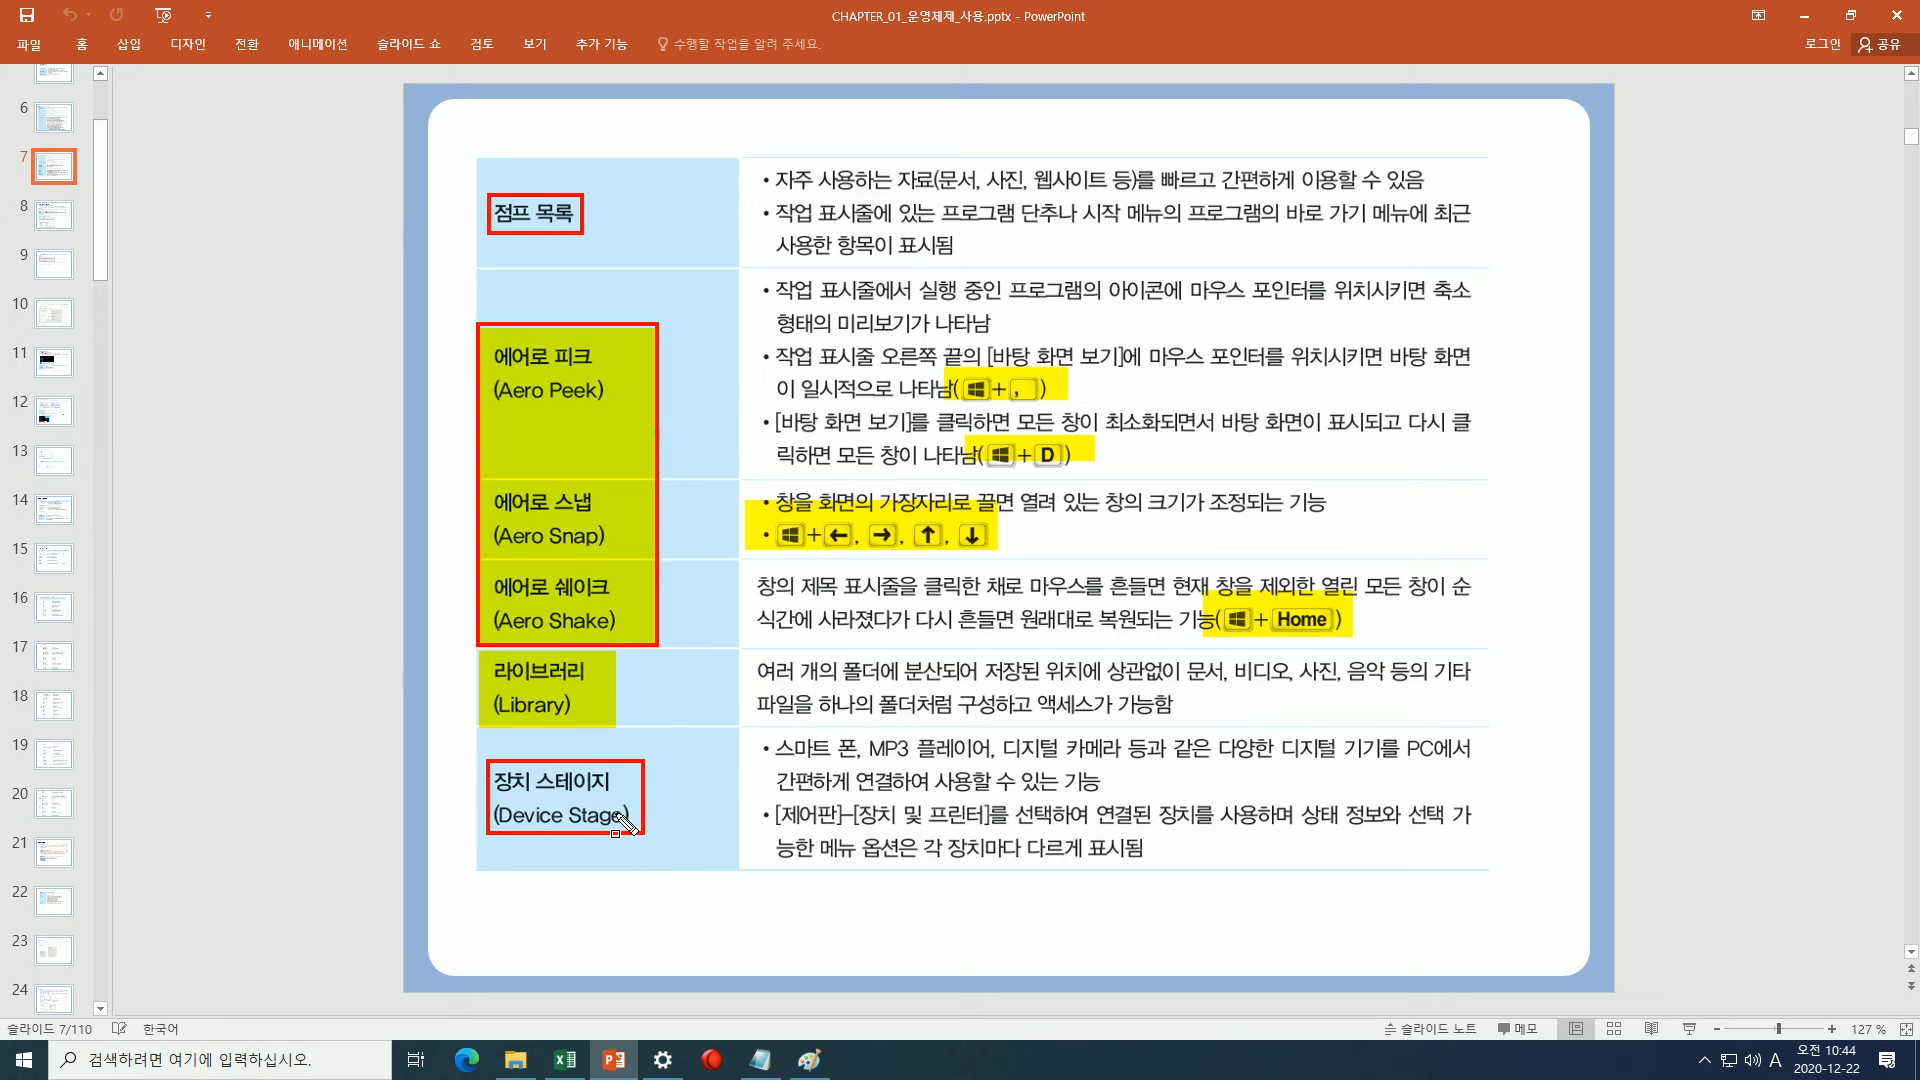 CHAPTER_01_운영체제_사용.pptx - PowerPoint
파일 홈 삽입 디자인 전환 애니메이션 슬라이드 쇼 검토 보기 추가 기능 수행할 작업을 알려 주세요. 로그인 공유
6
7
8
9
10
11
12
13
14
15
16
17
18
19
20
21
22
23
24
점프 목록
• 자주 사용하는 자료(문서, 사진, 웹사이트 등)를 빠르고 간편하게 이용할 수 있음
• 작업 표시줄에 있는 프로그램 단추나 시작 메뉴의 프로그램의 바로 가기 메뉴에 최근
사용한 항목이 표시됨
에어로 피크
(Aero Peek)
• 작업 표시줄에서 실행 중인 프로그램의 아이콘에 마우스 포인터를 위치시키면 축소
형태의 미리보기가 나타남
• 작업 표시줄 오른쪽 끝의 [바탕 화면 보기]에 마우스 포인터를 위치시키면 바탕 화면
이 일시적으로 나타남(+ , )
• [바탕 화면 보기]를 클릭하면 모든 창이 최소화되면서 바탕 화면이 표시되고 다시 클
릭하면 모든 창이 나타남(+ D )
에어로 스냅
(Aero Snap)
• 창을 화면의 가장자리로 끌면 열려 있는 창의 크기가 조정되는 기능
• + ←, →, ↑, ↓
에어로 쉐이크
(Aero Shake)
창의 제목 표시줄을 클릭한 채로 마우스를 흔들면 현재 창을 제외한 열린 모든 창이 순
식간에 사라졌다가 다시 흔들면 원래대로 복원되는 기능(+ Home )
라이브러리
(Library)
여러 개의 폴더에 분산되어 저장된 위치에 상관없이 문서, 비디오, 사진, 음악 등의 기타
파일을 하나의 폴더처럼 구성하고 액세스가 가능함
장치 스테이지
(Device Stage)
• 스마트 폰, MP3 플레이어, 디지털 카메라 등과 같은 다양한 디지털 기기를 PC에서
간편하게 연결하여 사용할 수 있는 기능
• [제어판]–[장치 및 프린터]를 선택하여 연결된 장치를 사용하며 상태 정보와 선택 가
능한 메뉴 옵션은 각 장치마다 다르게 표시됨
슬라이드 7/110 한국어 슬라이드 노트 메모 127 %
검색하려면 여기에 입력하십시오. A 오전 10:44
2020-12-22